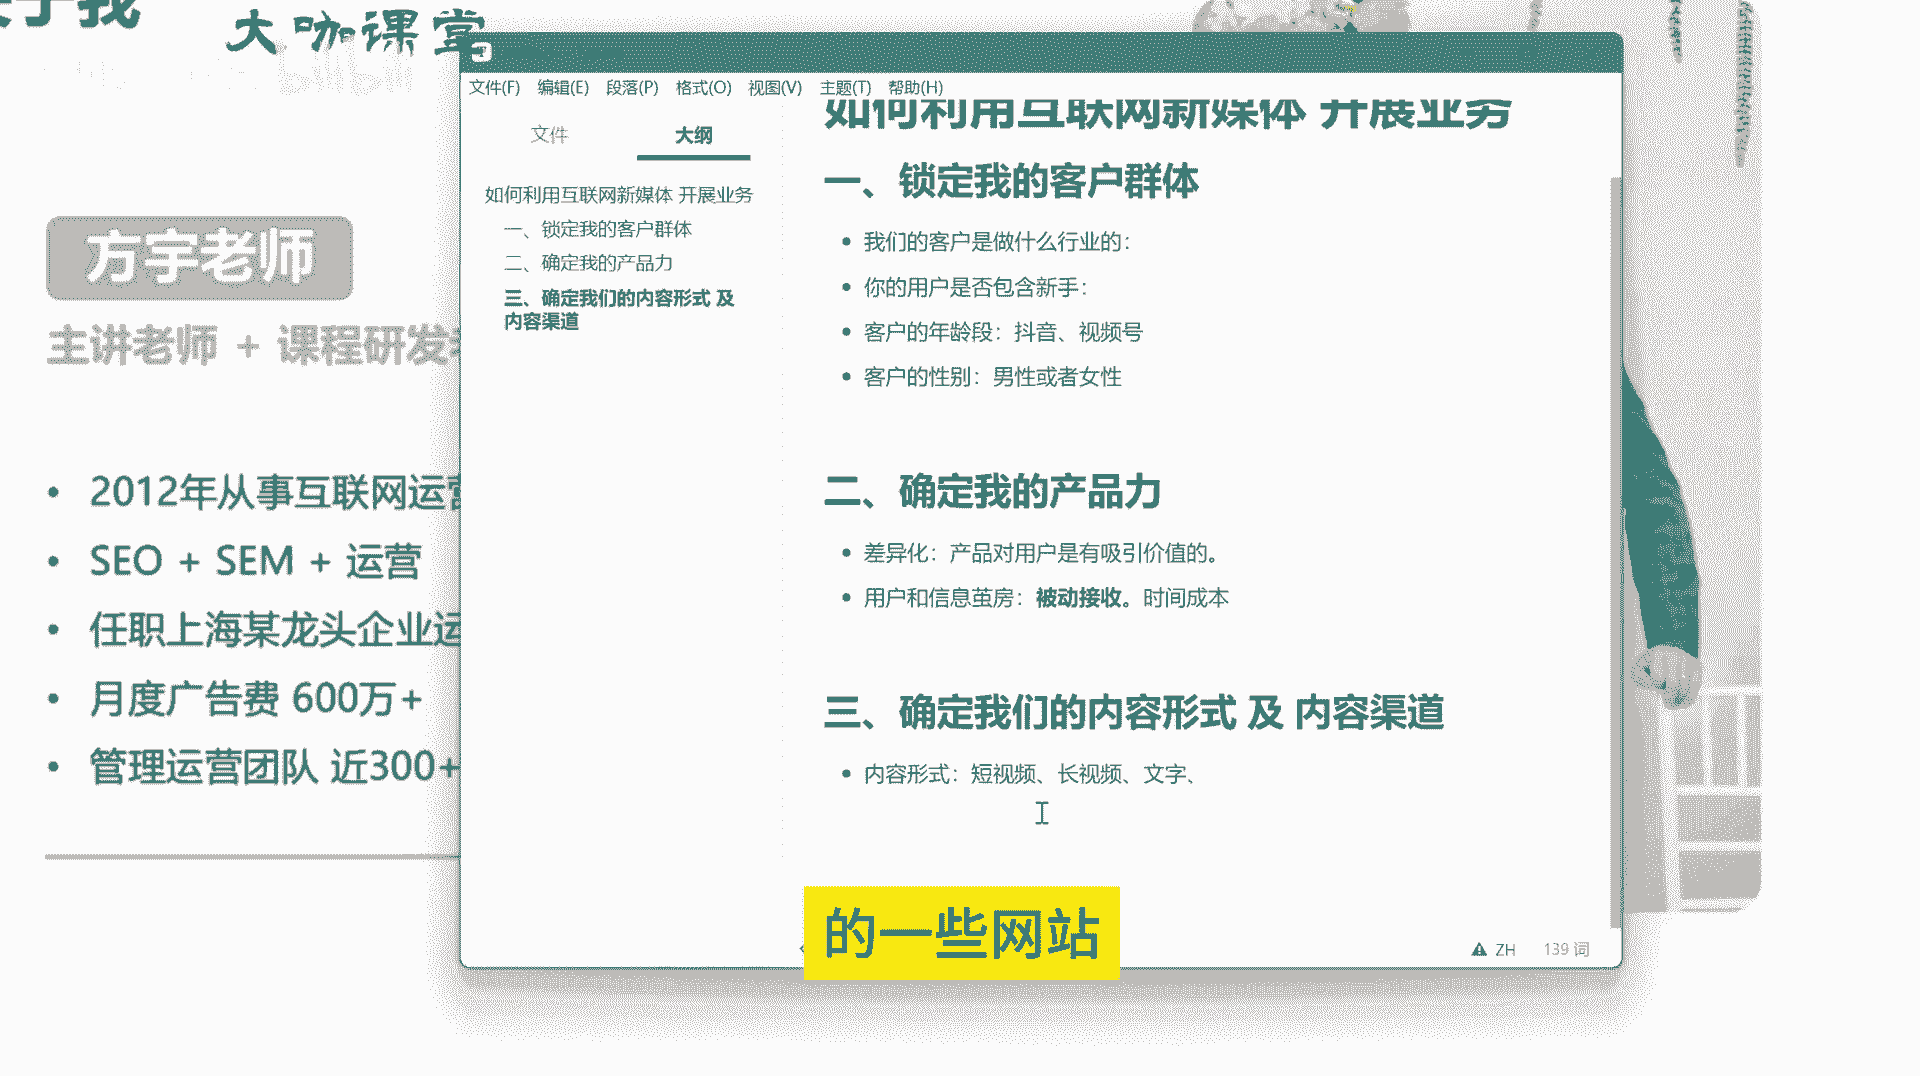 大咖课堂
bilibili
方宇老师
主讲老师 + 课程研发
• 2012年从事互联网运营
• SEO + SEM + 运营
• 任职上海某龙头企业运
• 月度广告费 600万+
• 管理运营团队 近300+
文件(F) 编辑(E) 段落(P) 格式(O) 视图(V) 主题(T) 帮助(H)
文件 大纲
如何利用互联网新媒体 开展业务
一、锁定我的客户群体
二、确定我的产品力
三、确定我们的内容形式 及
内容渠道
如何利用互联网新媒体 开展业务
一、锁定我的客户群体
• 我们的客户是做什么行业的：
• 你的用户是否包含新手：
• 客户的年龄段：抖音、视频号
• 客户的性别：男性或者女性
二、确定我的产品力
• 差异化：产品对用户是有吸引价值的。
• 用户和信息茧房：被动接收。时间成本
三、确定我们的内容形式 及 内容渠道
• 内容形式：短视频、长视频、文字、
的一些网站
ZH 139 词